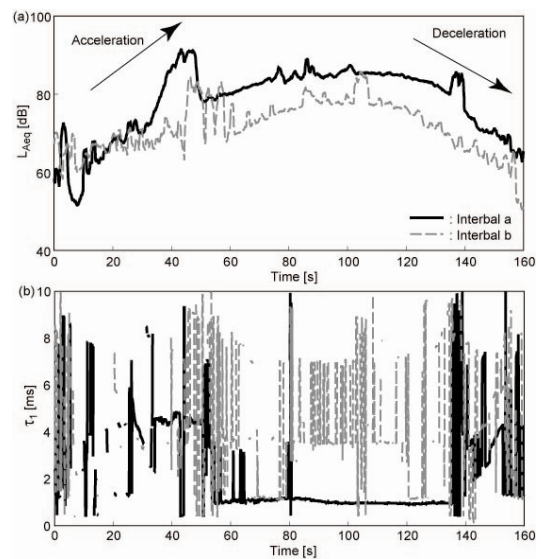 (a)
100
80
60
40
L_Aeq [dB]
Acceleration
Deceleration
: Interbal a
: Interbal b
0 20 40 60 80 100 120 140 160
Time [s]
(b)
10
8
6
4
2
0
τ₁ [ms]
0 20 40 60 80 100 120 140 160
Time [s]